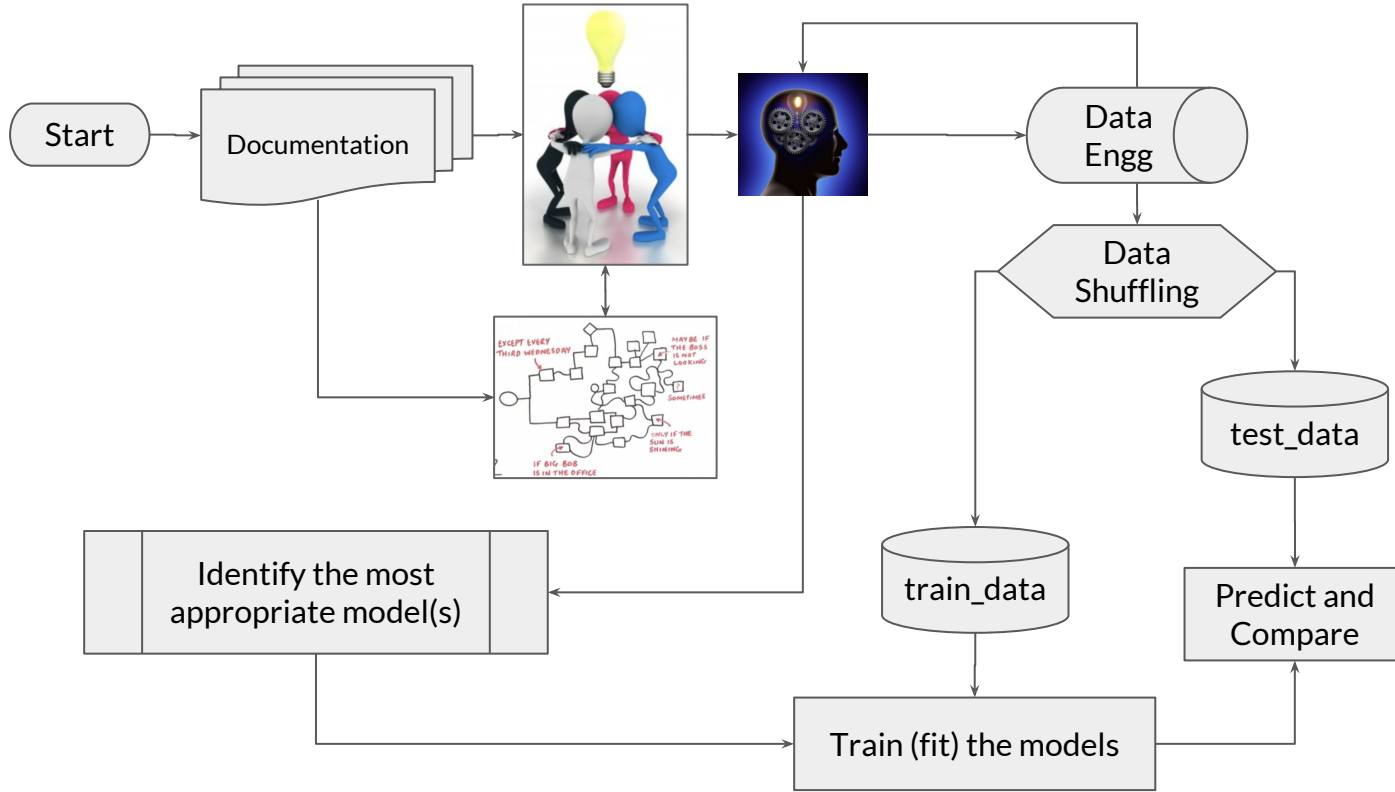 Start
Documentation
Data
Engg
Data
Shuffling
EXCEPT EVERY
THIRD WEDNESDAY
MAYBE IF
THE BOSS
IS NOT
LOOKING
?
SOMETIMES
ONLY IF THE
SUN IS
SHINING
IF BIG BOB
IS IN THE OFFICE
test_data
train_data
Identify the most
appropriate model(s)
Predict and
Compare
Train (fit) the models